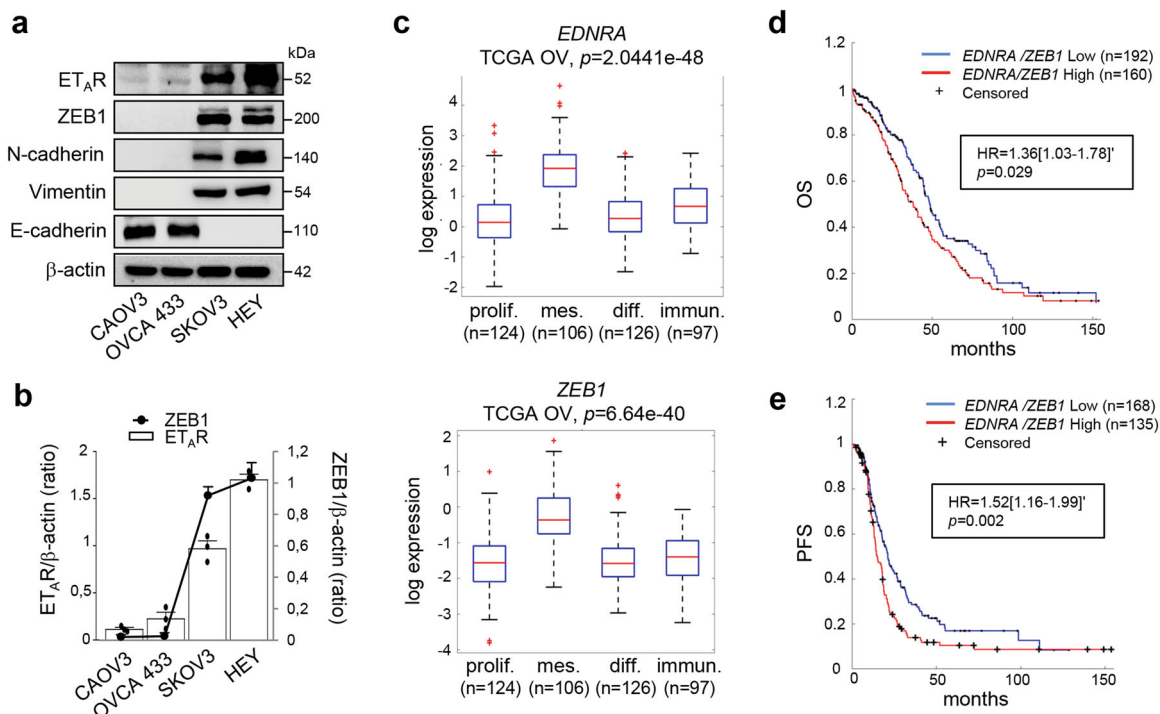 a
kDa
ETAR
52
ZEB1
200
N-cadherin
140
Vimentin
54
E-cadherin
110
β-actin
42
CAOV3
OVCA 433
SKOV3
HEY
b
ZEB1
ETAR
ETAR/β-actin (ratio)
2
1.5
1
0,5
0
1,2
1
0,8
0,6
0,4
0,2
0
ZEB1/β-actin (ratio)
CAOV3
OVCA 433
SKOV3
HEY
c
EDNRA
TCGA OV, p=2.0441e-48
log expression
4
3
2
1
0
-1
-2
prolif. mes. diff. immun.
(n=124) (n=106) (n=126) (n=97)
ZEB1
TCGA OV, p=6.64e-40
log expression
2
1
-0
-1
-2
-3
-4
prolif. mes. diff. immun.
(n=124) (n=106) (n=126) (n=97)
d
EDNRA /ZEB1 Low (n=192)
EDNRA/ZEB1 High (n=160)
Censored
HR=1.36[1.03-1.78]'
p=0.029
OS
1.2
1
0.8
0.6
0.4
0.2
0
0 50 100 150
months
e
EDNRA /ZEB1 Low (n=168)
EDNRA /ZEB1 High (n=135)
Censored
HR=1.52[1.16-1.99]'
p=0.002
PFS
1.2
1
0.8
0.6
0.4
0.2
0
0 50 100 150
months